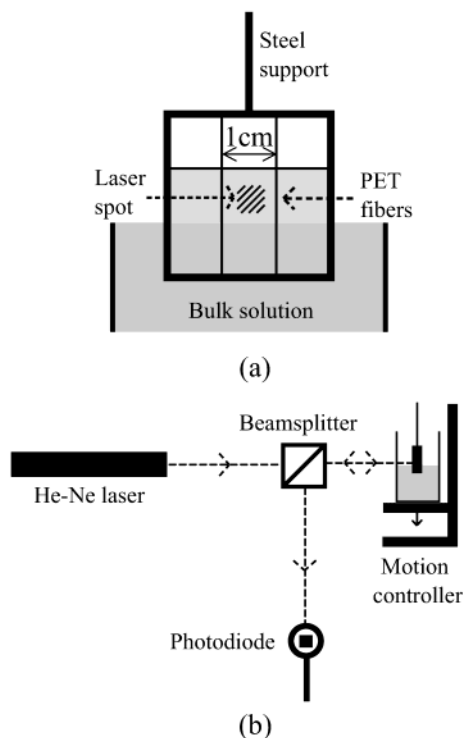 Steel
support
1cm
Laser
spot
PET
fibers
Bulk solution
(a)
Beamsplitter
He-Ne laser
Motion
controller
Photodiode
(b)